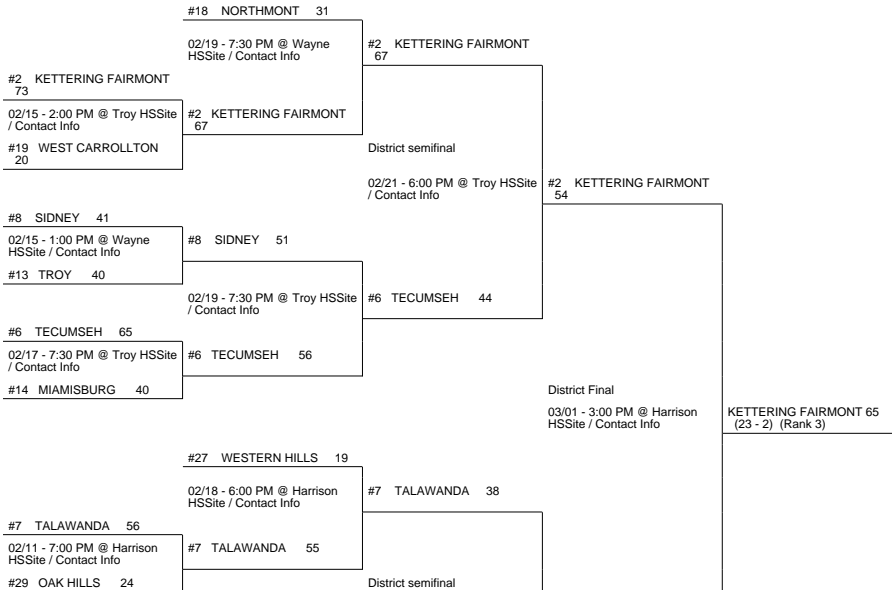 #18 NORTHMONT 31
02/19 - 7:30 PM @ Wayne
HSSite / Contact Info
#2 KETTERING FAIRMONT
67
#2 KETTERING FAIRMONT
73
02/15 - 2:00 PM @ Troy HSSite
/ Contact Info
#2 KETTERING FAIRMONT
67
#19 WEST CARROLLTON
20
District semifinal
02/21 - 6:00 PM @ Troy HSSite
/ Contact Info
#2 KETTERING FAIRMONT
54
#8 SIDNEY 41
02/15 - 1:00 PM @ Wayne
HSSite / Contact Info
#8 SIDNEY 51
#13 TROY 40
02/19 - 7:30 PM @ Troy HSSite
/ Contact Info
#6 TECUMSEH 44
#6 TECUMSEH 65
02/17 - 7:30 PM @ Troy HSSite
/ Contact Info
#6 TECUMSEH 56
#14 MIAMISBURG 40
District Final
03/01 - 3:00 PM @ Harrison
HSSite / Contact Info
KETTERING FAIRMONT 65
(23 - 2) (Rank 3)
#27 WESTERN HILLS 19
02/18 - 6:00 PM @ Harrison
HSSite / Contact Info
#7 TALAWANDA 38
#7 TALAWANDA 56
02/11 - 7:00 PM @ Harrison
HSSite / Contact Info
#7 TALAWANDA 55
#29 OAK HILLS 24
District semifinal